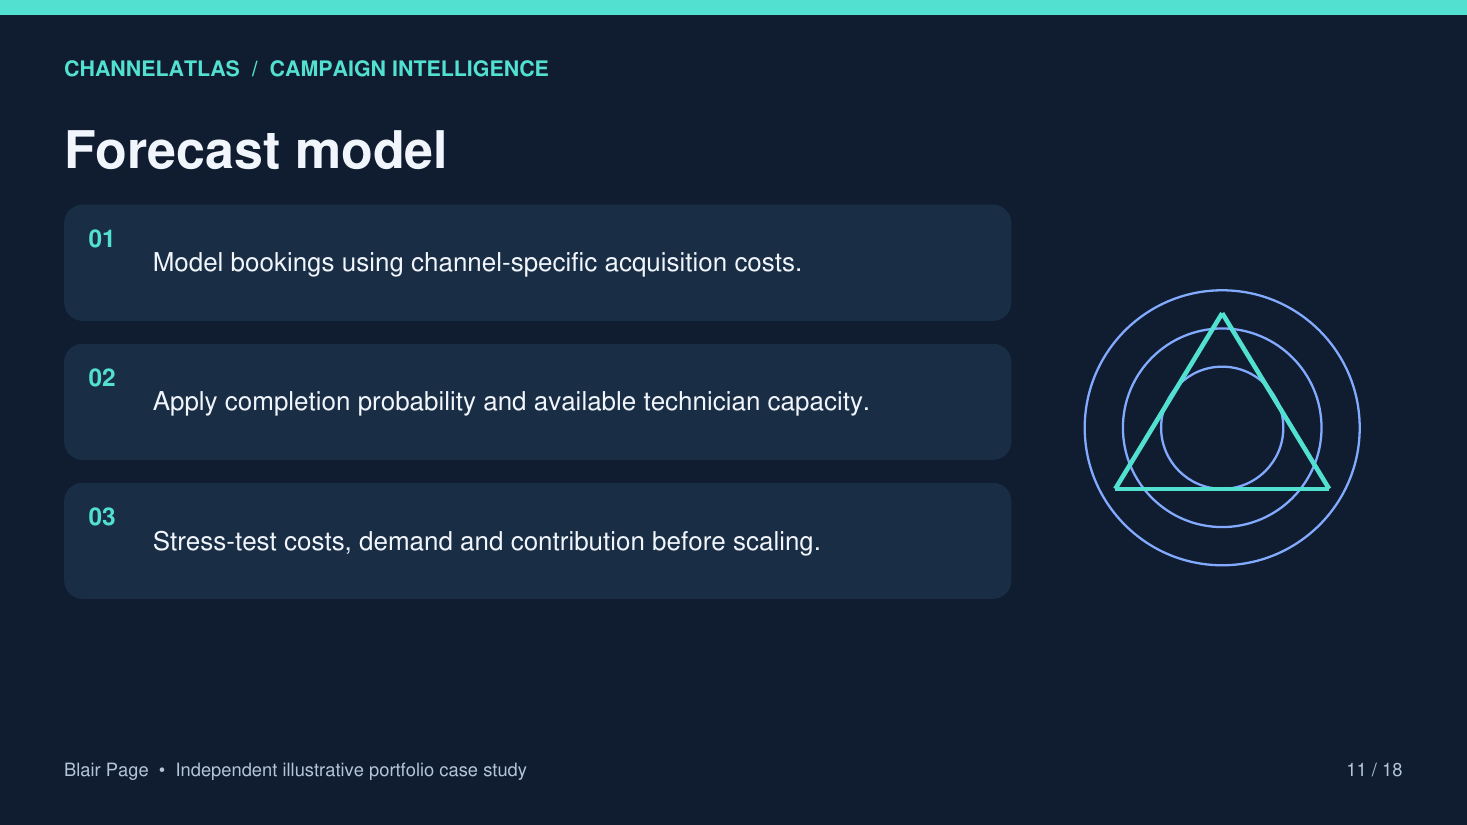 CHANNELATLAS / CAMPAIGN INTELLIGENCE
Forecast model
01
Model bookings using channel-specific acquisition costs.
02
Apply completion probability and available technician capacity.
03
Stress-test costs, demand and contribution before scaling.
Blair Page • Independent illustrative portfolio case study
11 / 18